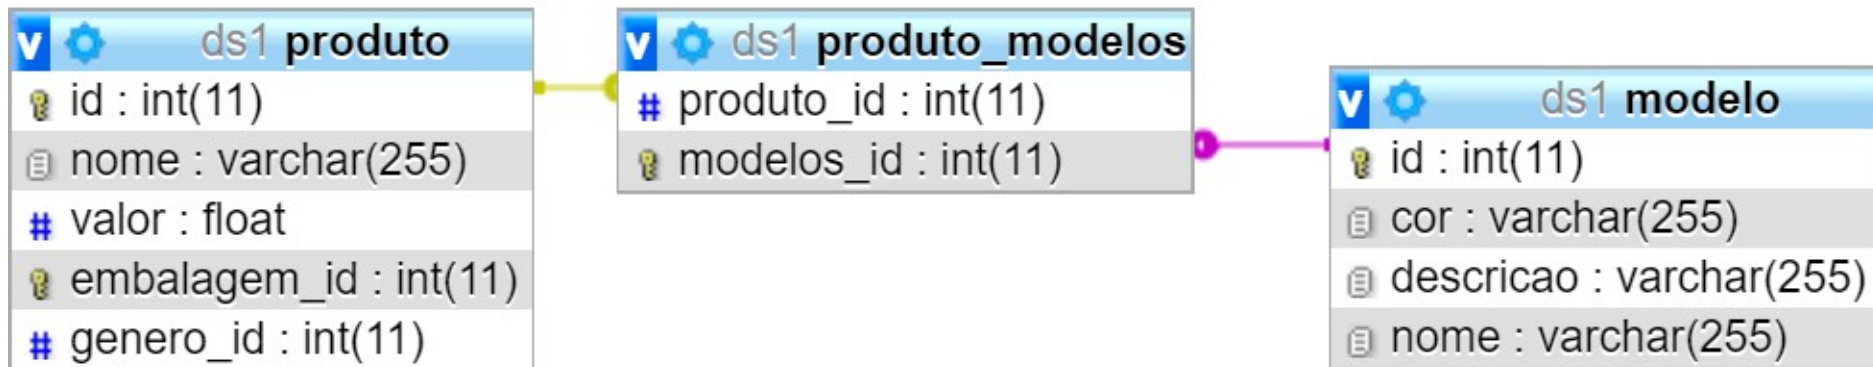 v ds1 produto
id : int(11)
nome : varchar(255)
# valor : float
embalagem_id : int(11)
# genero_id : int(11)
v ds1 produto_modelos
# produto_id : int(11)
modelos_id : int(11)
v ds1 modelo
id : int(11)
cor : varchar(255)
descricao : varchar(255)
nome : varchar(255)